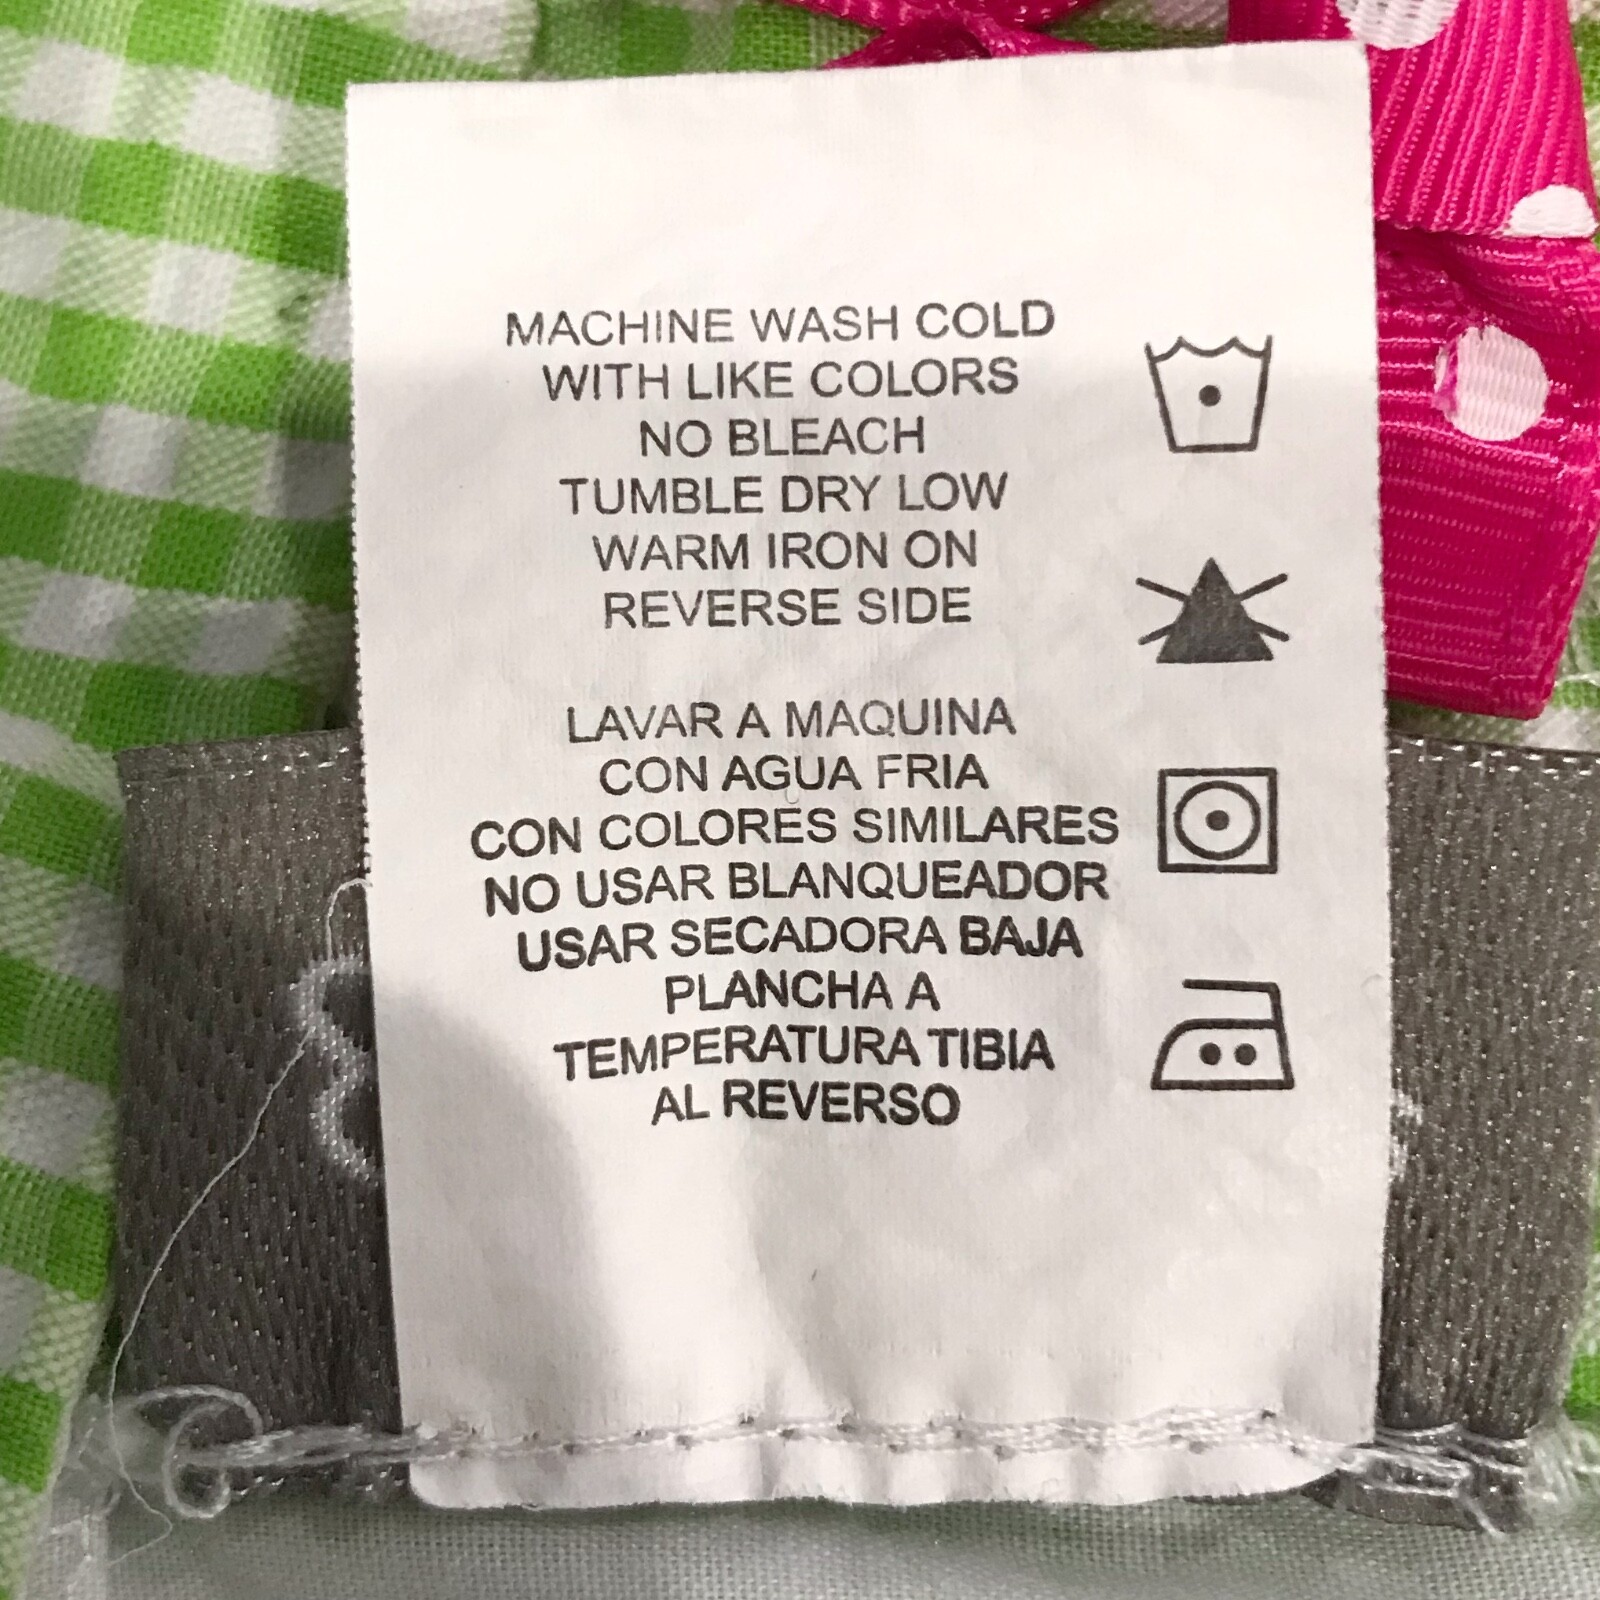 MACHINE WASH COLD
WITH LIKE COLORS
NO BLEACH
TUMBLE DRY LOW
WARM IRON ON
REVERSE SIDE
LAVAR A MAQUINA
CON AGUA FRIA
CON COLORES SIMILARES
NO USAR BLANQUEADOR
USAR SECADORA BAJA
PLANCHA A
TEMPERATURA TIBIA
AL REVERSO